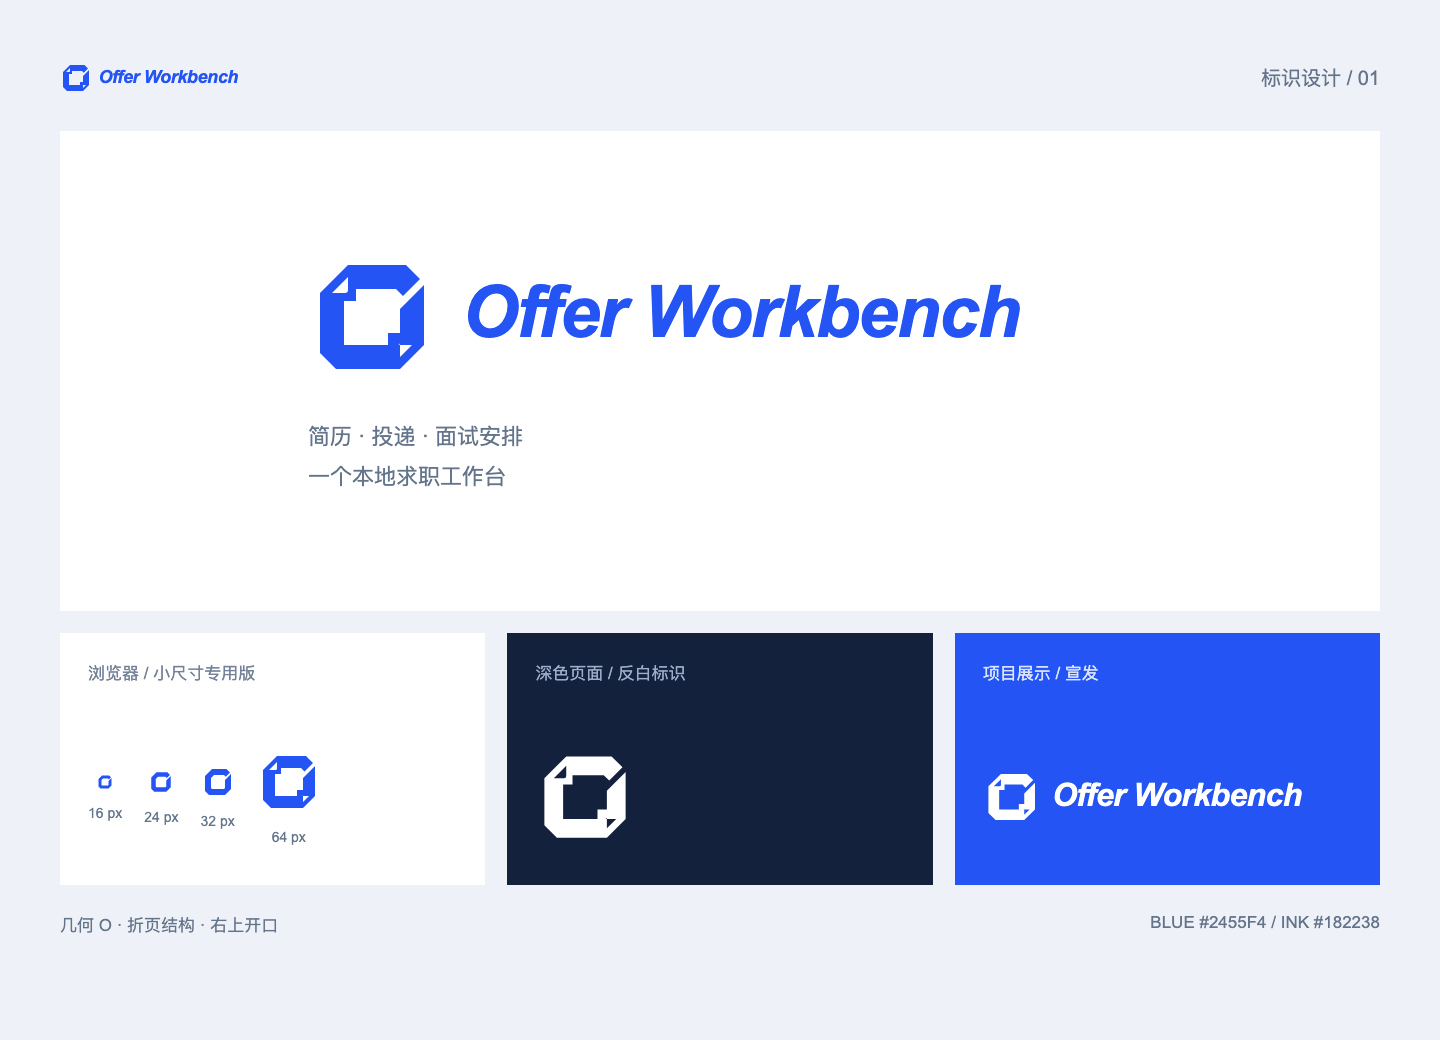 Offer Workbench
标识设计 / 01
Offer Workbench
简历 · 投递 · 面试安排
一个本地求职工作台
浏览器 / 小尺寸专用版
16 px
24 px
32 px
64 px
深色页面 / 反白标识
项目展示 / 宣发
Offer Workbench
几何 O · 折页结构 · 右上开口
BLUE #2455F4 / INK #182238